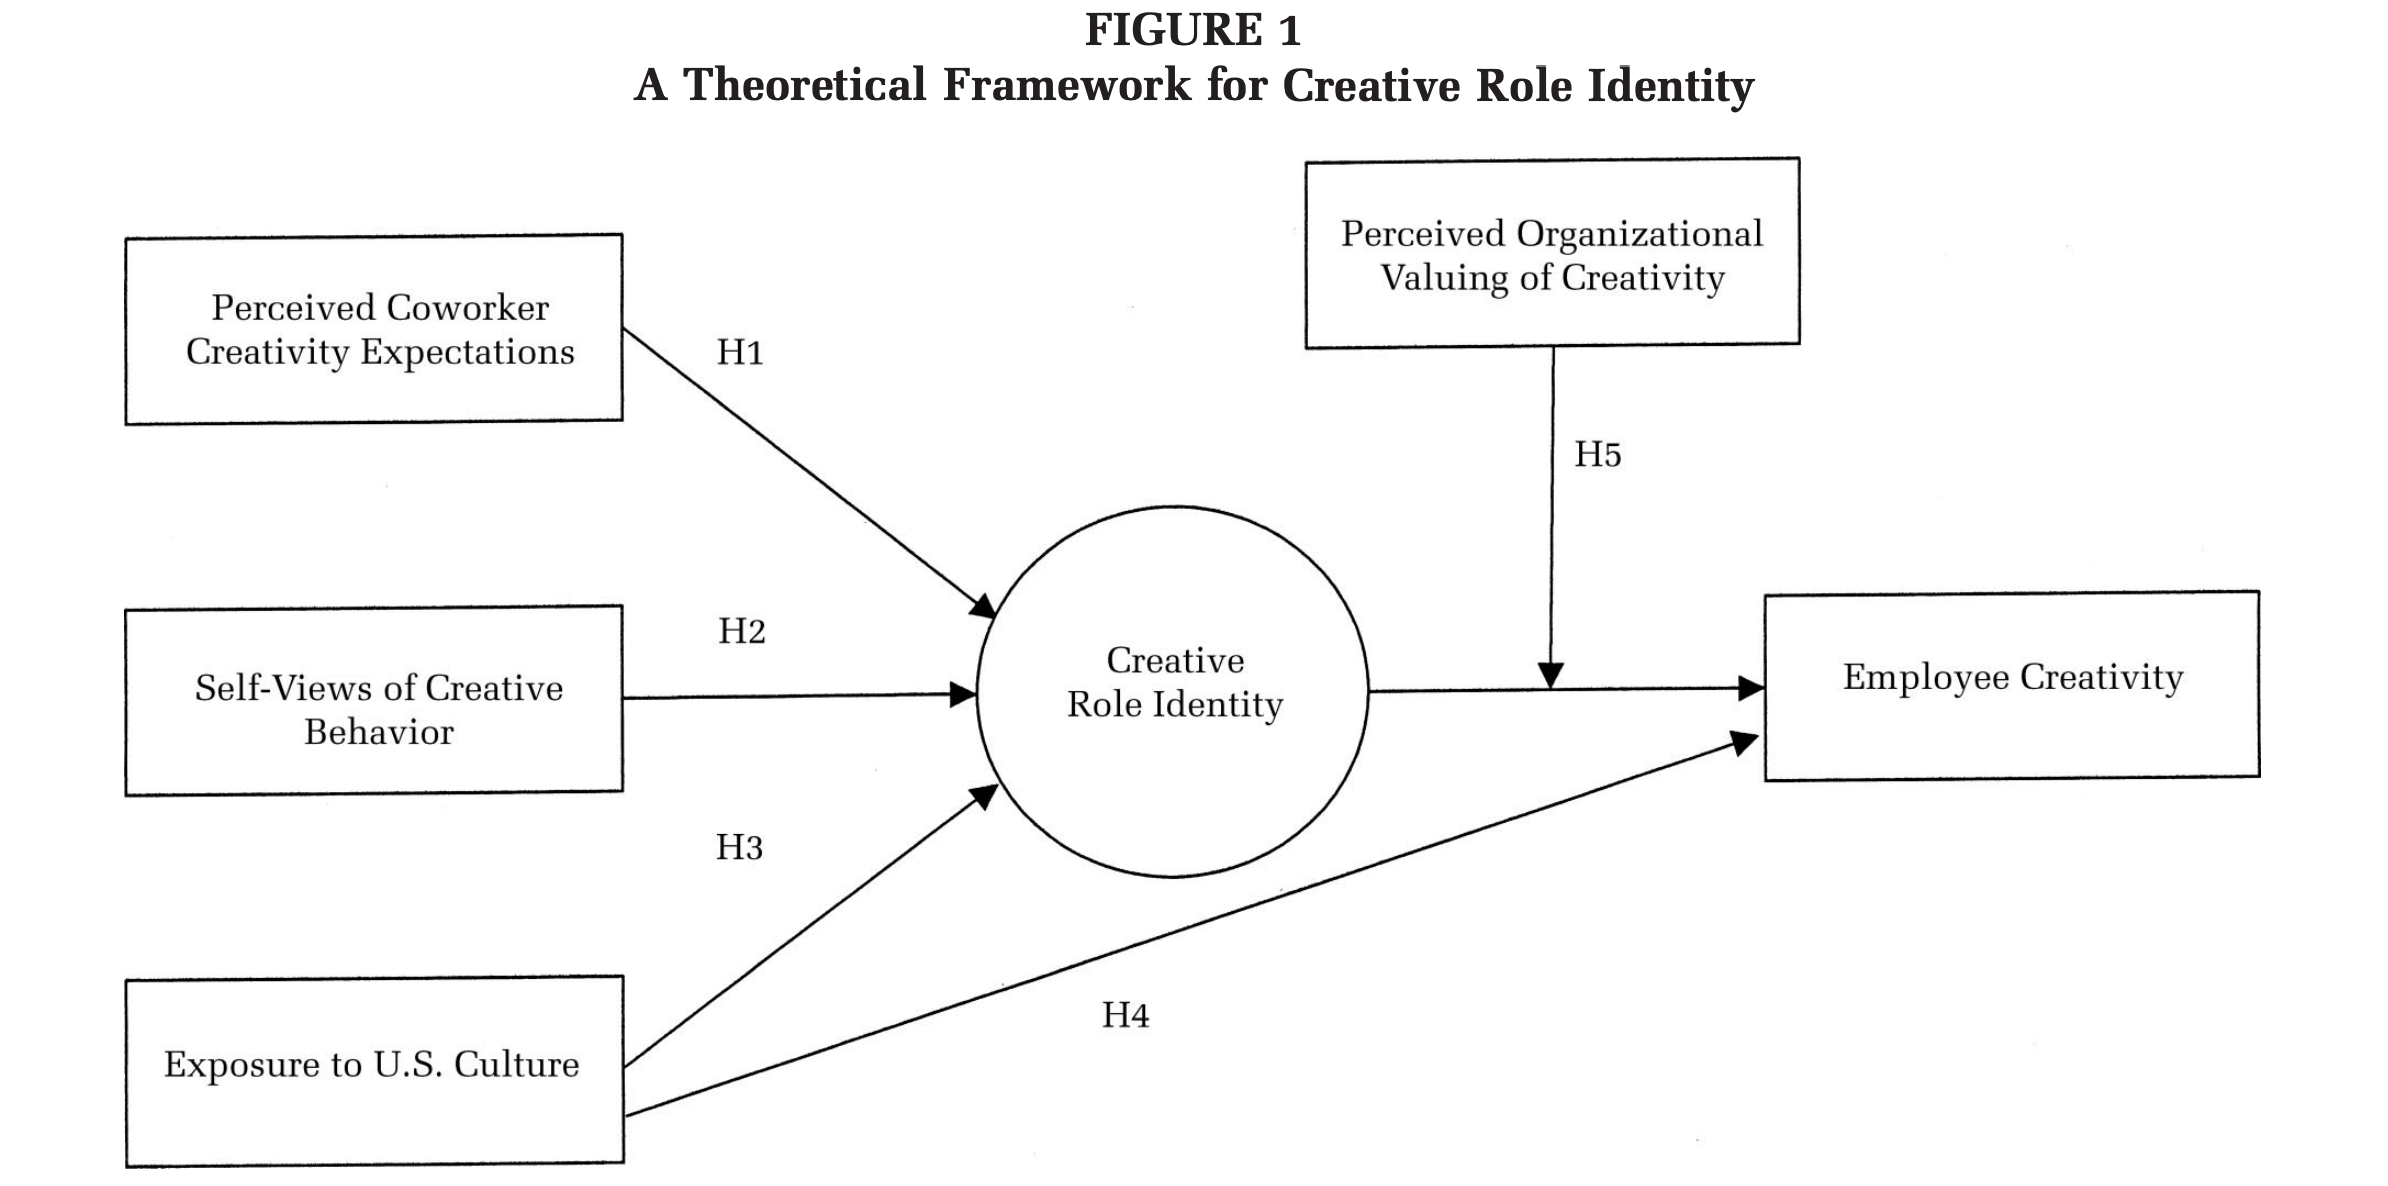 FIGURE 1
A Theoretical Framework for Creative Role Identity
Perceived Organizational
Valuing of Creativity
Perceived Coworker
Creativity Expectations
H1
H5
H2
Creative
Role Identity
Employee Creativity
Self-Views of Creative
Behavior
H3
H4
Exposure to U.S. Culture